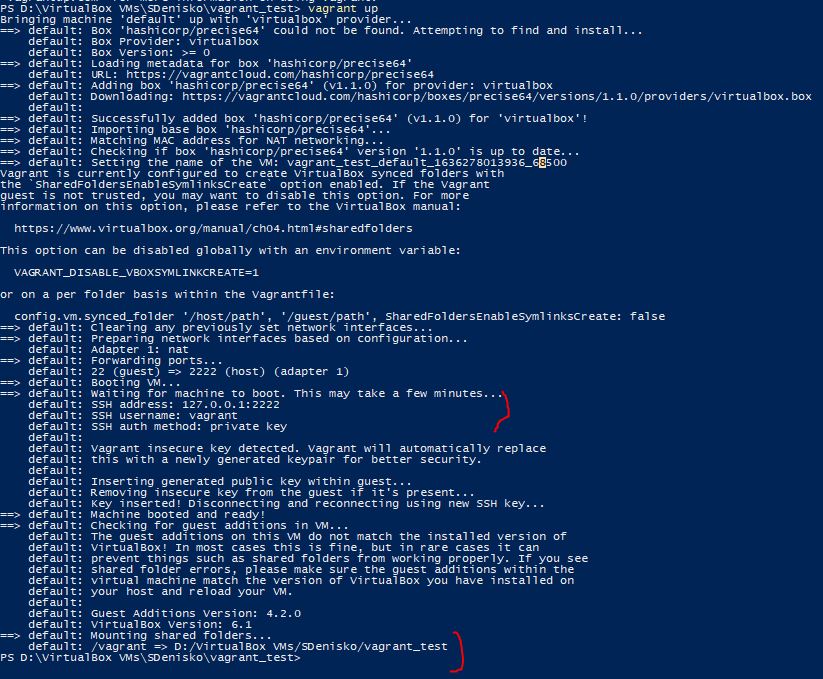 PS D:\VirtualBox VMs\SDenisko\vagrant_test> vagrant up
Bringing machine 'default' up with 'virtualbox' provider...
==> default: Box 'hashicorp/precise64' could not be found. Attempting to find and install...
    default: Box Provider: virtualbox
    default: Box Version: >= 0
==> default: Loading metadata for box 'hashicorp/precise64'
    default: URL: https://vagrantcloud.com/hashicorp/precise64
==> default: Adding box 'hashicorp/precise64' (v1.1.0) for provider: virtualbox
    default: Downloading: https://vagrantcloud.com/hashicorp/boxes/precise64/versions/1.1.0/providers/virtualbox.box
    default:
==> default: Successfully added box 'hashicorp/precise64' (v1.1.0) for 'virtualbox'!
==> default: Importing base box 'hashicorp/precise64'...
==> default: Matching MAC address for NAT networking...
==> default: Checking if box 'hashicorp/precise64' version '1.1.0' is up to date...
==> default: Setting the name of the VM: vagrant_test_default_1636278013936_68500
Vagrant is currently configured to create VirtualBox synced folders with
the `SharedFoldersEnableSymlinksCreate` option enabled. If the Vagrant
guest is not trusted, you may want to disable this option. For more
information on this option, please refer to the VirtualBox manual:
https://www.virtualbox.org/manual/ch04.html#sharedfolders
This option can be disabled globally with an environment variable:
VAGRANT_DISABLE_VBOXSYMLINKCREATE=1
or on a per folder basis within the Vagrantfile:
config.vm.synced_folder '/host/path', '/guest/path', SharedFoldersEnableSymlinksCreate: false
==> default: Clearing any previously set network interfaces...
==> default: Preparing network interfaces based on configuration...
    default: Adapter 1: nat
==> default: Forwarding ports...
    default: 22 (guest) => 2222 (host) (adapter 1)
==> default: Booting VM...
==> default: Waiting for machine to boot. This may take a few minutes...
    default: SSH address: 127.0.0.1:2222
    default: SSH username: vagrant
    default: SSH auth method: private key
    default:
    default: Vagrant insecure key detected. Vagrant will automatically replace
    default: this with a newly generated keypair for better security.
    default:
    default: Inserting generated public key within guest...
    default: Removing insecure key from the guest if it's present...
    default: Key inserted! Disconnecting and reconnecting using new SSH key...
==> default: Machine booted and ready!
==> default: Checking for guest additions in VM...
    default: The guest additions on this VM do not match the installed version of
    default: VirtualBox! In most cases this is fine, but in rare cases it can
    default: prevent things such as shared folders from working properly. If you see
    default: shared folder errors, please make sure the guest additions within the
    default: virtual machine match the version of VirtualBox you have installed on
    default: your host and reload your VM.
    default:
    default: Guest Additions Version: 4.2.0
    default: VirtualBox Version: 6.1
==> default: Mounting shared folders...
    default: /vagrant => D:/VirtualBox VMs/SDenisko/vagrant_test
PS D:\VirtualBox VMs\SDenisko\vagrant_test>